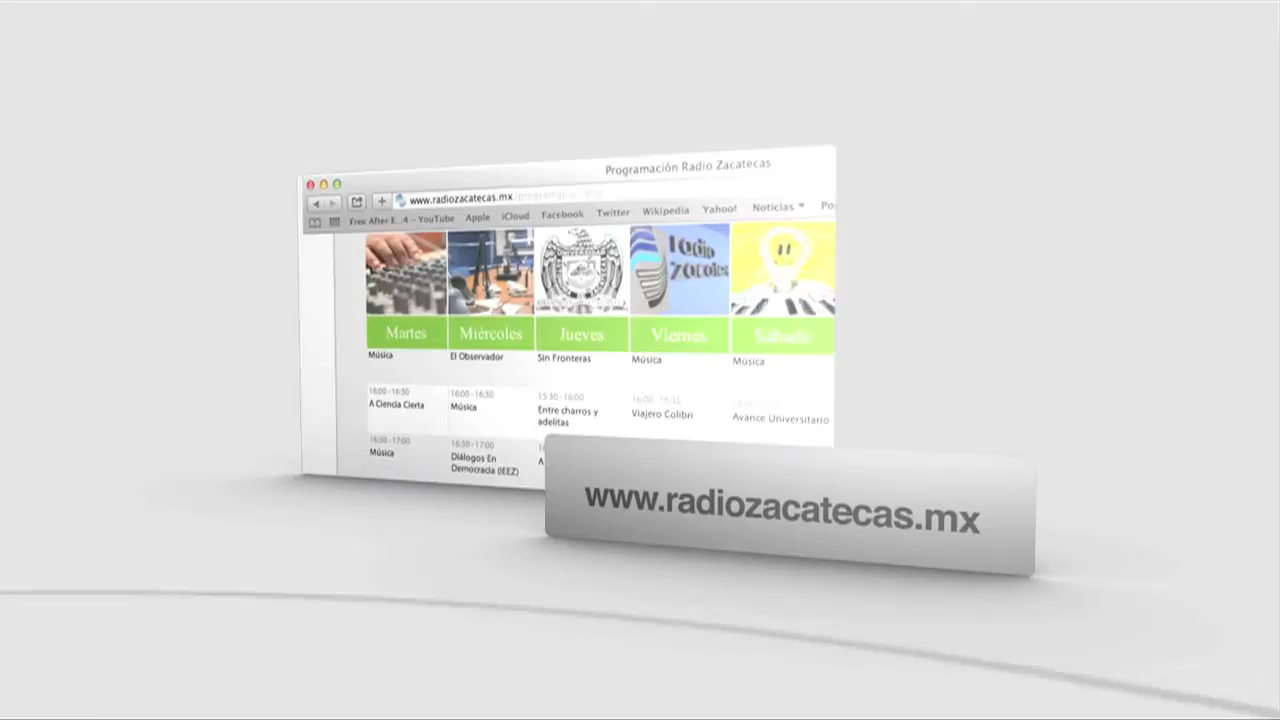 Programación Radio Zacatecas
www.radiozacatecas.mx
Free After E...4 – YouTube Apple iCloud Facebook Twitter Wikipedia Yahoo! Noticias
radio
Martes Miércoles Jueves Viernes Sábado
Música El Observador Sin Fronteras Música Música
16:00 - 16:30 16:00 - 16:30 15:30 - 16:00
A Ciencia Cierta Música Entre charros y adelitas Viajero Colibrí Avance Universitario
16:30 - 17:00 16:30 - 17:00
Música Diálogos En Democracia (IEEZ) A
www.radiozacatecas.mx